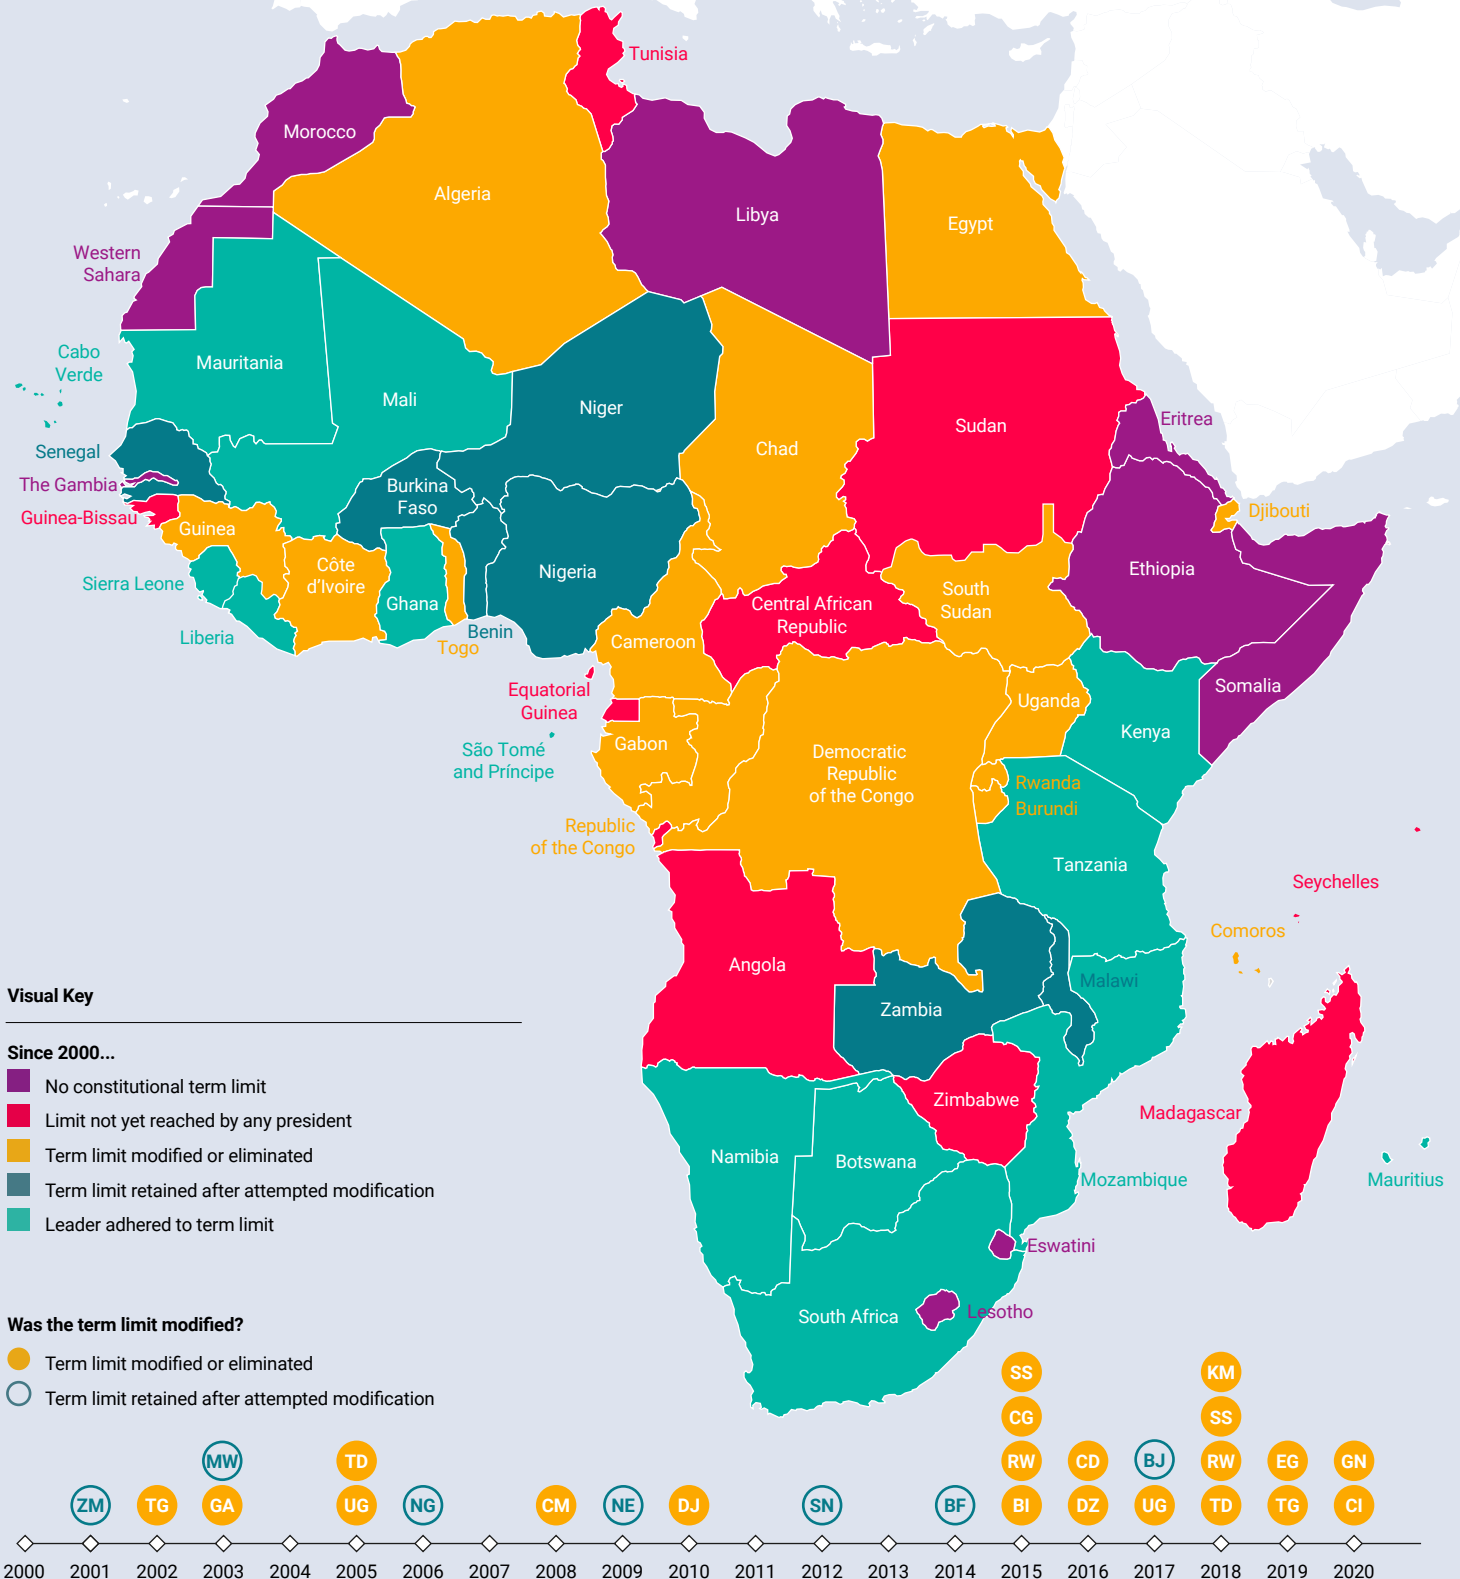 Tunisia
Morocco
Algeria
Libya
Egypt
Western
Sahara
Cabo
Verde
Mauritania
Mali
Niger
Chad
Sudan
Eritrea
Senegal
The Gambia
Guinea-Bissau
Burkina
Faso
Guinea
Djibouti
Côte
d'Ivoire
Nigeria
Ethiopia
Sierra Leone
Ghana
South
Sudan
Central African
Republic
Liberia
Benin
Togo
Cameroon
Equatorial
Guinea
Somalia
Uganda
Kenya
São Tomé
and Príncipe
Gabon
Democratic
Republic
of the Congo
Rwanda
Burundi
Republic
of the Congo
Tanzania
Seychelles
Comoros
Angola
Malawi
Zambia
Zimbabwe
Madagascar
Namibia
Botswana
Mozambique
Mauritius
Eswatini
South Africa
Lesotho
Visual Key
Since 2000...
No constitutional term limit
Limit not yet reached by any president
Term limit modified or eliminated
Term limit retained after attempted modification
Leader adhered to term limit
Was the term limit modified?
Term limit modified or eliminated
Term limit retained after attempted modification
SS KM
CG SS
MW TD RW CD BJ RW EG GN
ZM TG GA UG NG CM NE DJ SN BF BI DZ UG TD TG CI
2000 2001 2002 2003 2004 2005 2006 2007 2008 2009 2010 2011 2012 2013 2014 2015 2016 2017 2018 2019 2020